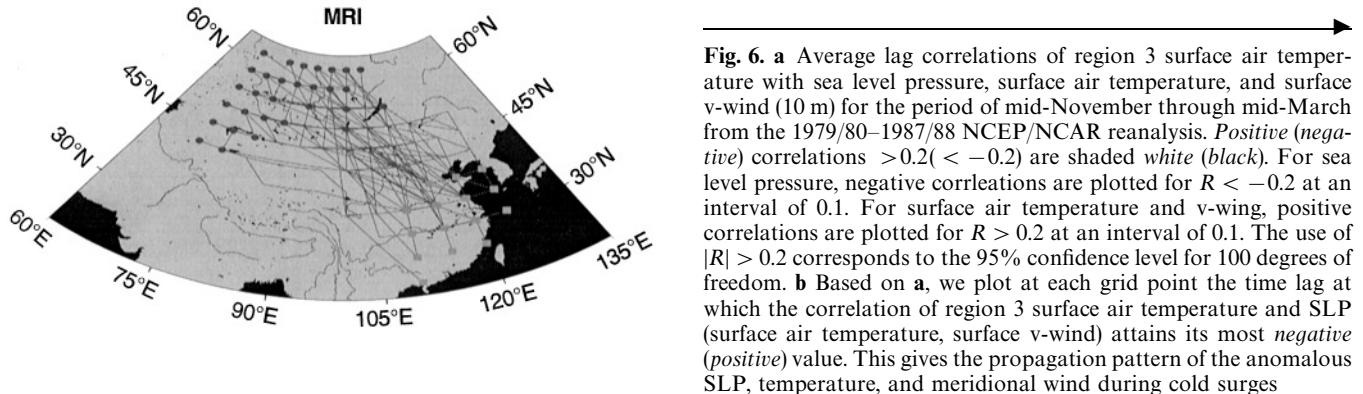 MRI
60°N
60°N
45°N
45°N
30°N
30°N
60°E
75°E
90°E
105°E
120°E
135°E
Fig. 6. a Average lag correlations of region 3 surface air temper-
ature with sea level pressure, surface air temperature, and surface
v-wind (10 m) for the period of mid-November through mid-March
from the 1979/80–1987/88 NCEP/NCAR reanalysis. Positive (nega-
tive) correlations >0.2( < −0.2) are shaded white (black). For sea
level pressure, negative corrleations are plotted for R < −0.2 at an
interval of 0.1. For surface air temperature and v-wing, positive
correlations are plotted for R > 0.2 at an interval of 0.1. The use of
|R| > 0.2 corresponds to the 95% confidence level for 100 degrees of
freedom. b Based on a, we plot at each grid point the time lag at
which the correlation of region 3 surface air temperature and SLP
(surface air temperature, surface v-wind) attains its most negative
(positive) value. This gives the propagation pattern of the anomalous
SLP, temperature, and meridional wind during cold surges